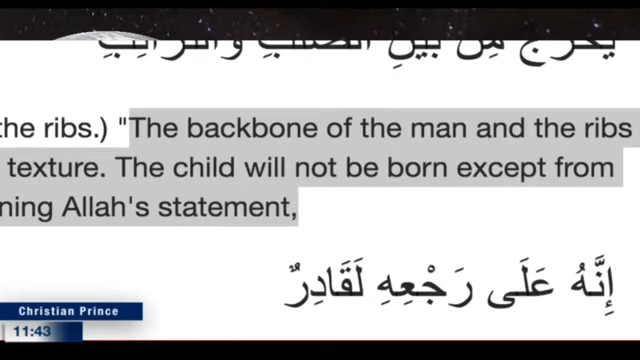 يَخْرُجُ مِن بَيْنِ الصُّلْبِ وَالتَّرَائِبِ
the ribs.) "The backbone of the man and the ribs
texture. The child will not be born except from
ning Allah's statement,
إِنَّهُ عَلَى رَجْعِهِ لَقَادِرٌ
Christian Prince
11:43